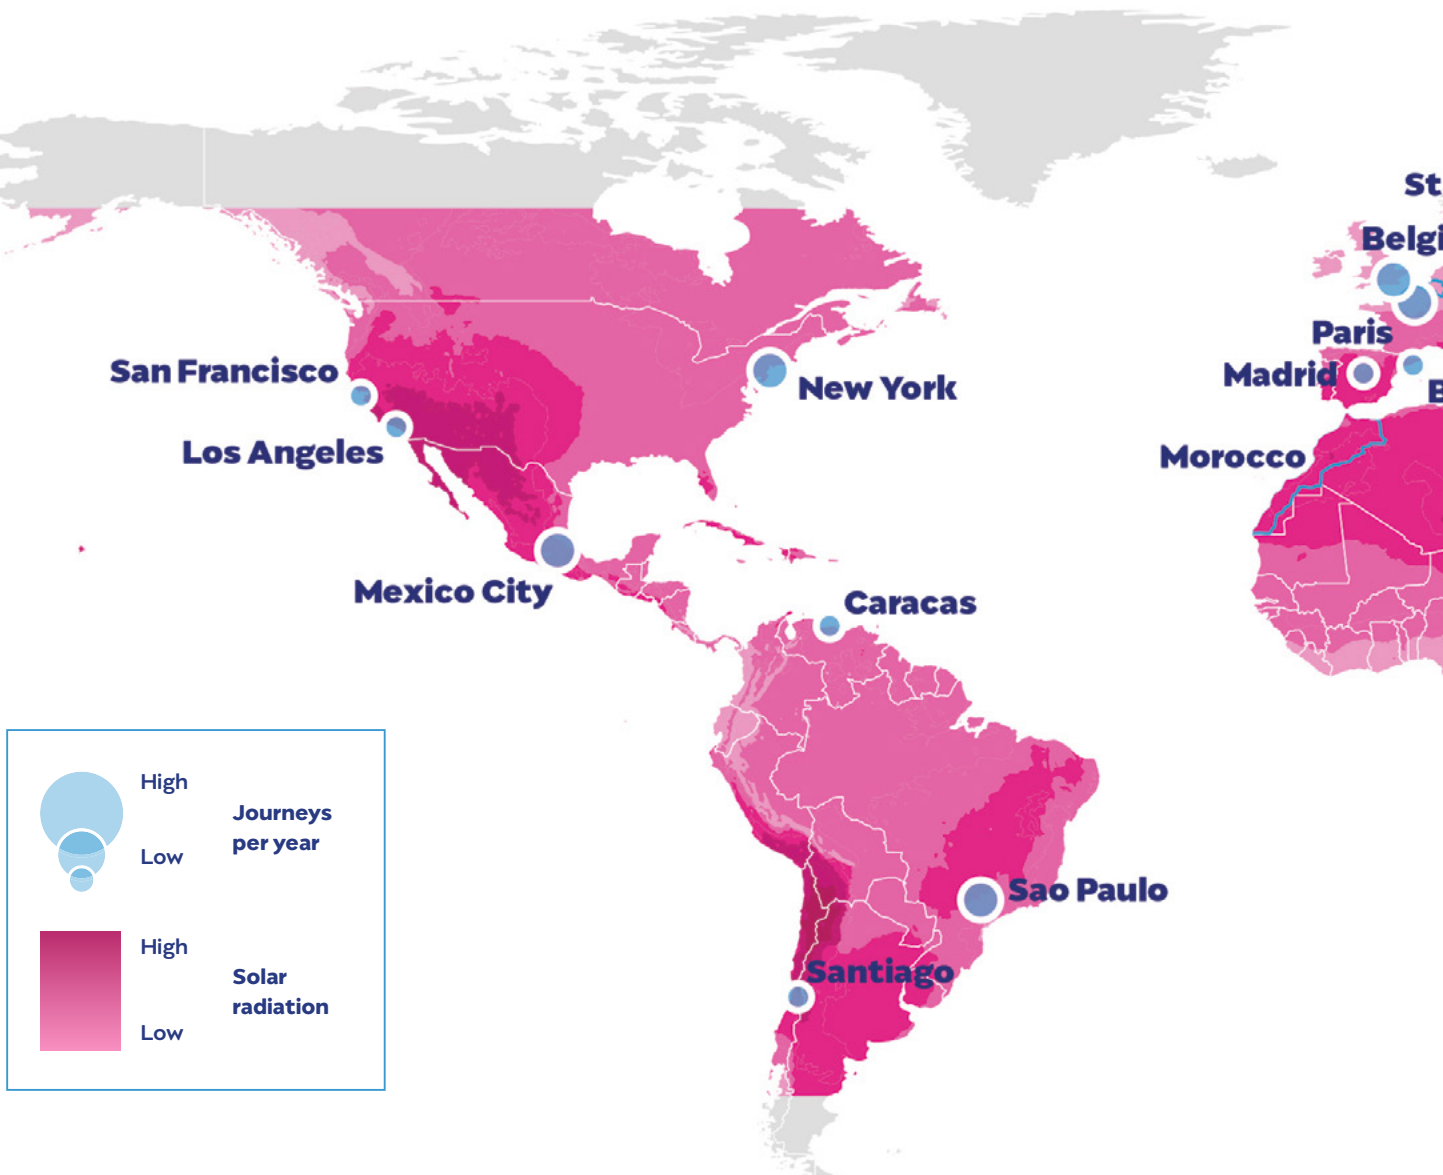 St
Belgi
Paris
Madrid
B
Morocco
San Francisco
New York
Los Angeles
Mexico City
Caracas
Sao Paulo
Santiago
High
Low
Journeys
per year
High
Low
Solar
radiation